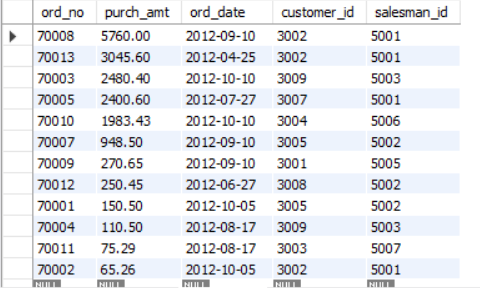 ord_no purch_amt ord_date customer_id salesman_id
70008 5760.00 2012-09-10 3002 5001
70013 3045.60 2012-04-25 3002 5001
70003 2480.40 2012-10-10 3009 5003
70005 2400.60 2012-07-27 3007 5001
70010 1983.43 2012-10-10 3004 5006
70007 948.50 2012-09-10 3005 5002
70009 270.65 2012-09-10 3001 5005
70012 250.45 2012-06-27 3008 5002
70001 150.50 2012-10-05 3005 5002
70004 110.50 2012-08-17 3009 5003
70011 75.29 2012-08-17 3003 5007
70002 65.26 2012-10-05 3002 5001
NULL NULL NULL NULL NULL